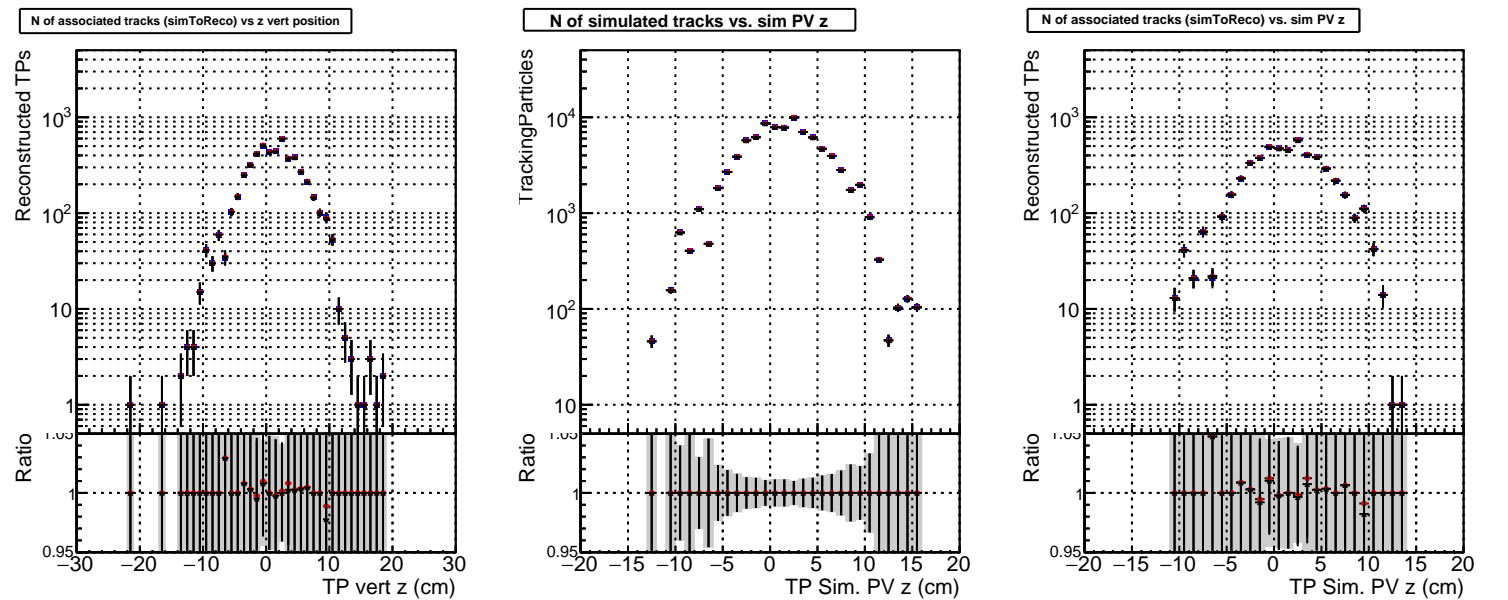 N of associated tracks (simToReco) vs z vert position
Reconstructed TPs
10³
10²
10
1
Ratio
1.05
1
0.95
−30 −20 −10 0 10 20 30
TP vert z (cm)
N of simulated tracks vs. sim PV z
TrackingParticles
10⁴
10³
10²
10
Ratio
1.05
1
0.95
−20 −15 −10 −5 0 5 10 15 20
TP Sim. PV z (cm)
N of associated tracks (simToReco) vs. sim PV z
Reconstructed TPs
10³
10²
10
1
Ratio
1.05
1
0.95
−20 −15 −10 −5 0 5 10 15 20
TP Sim. PV z (cm)